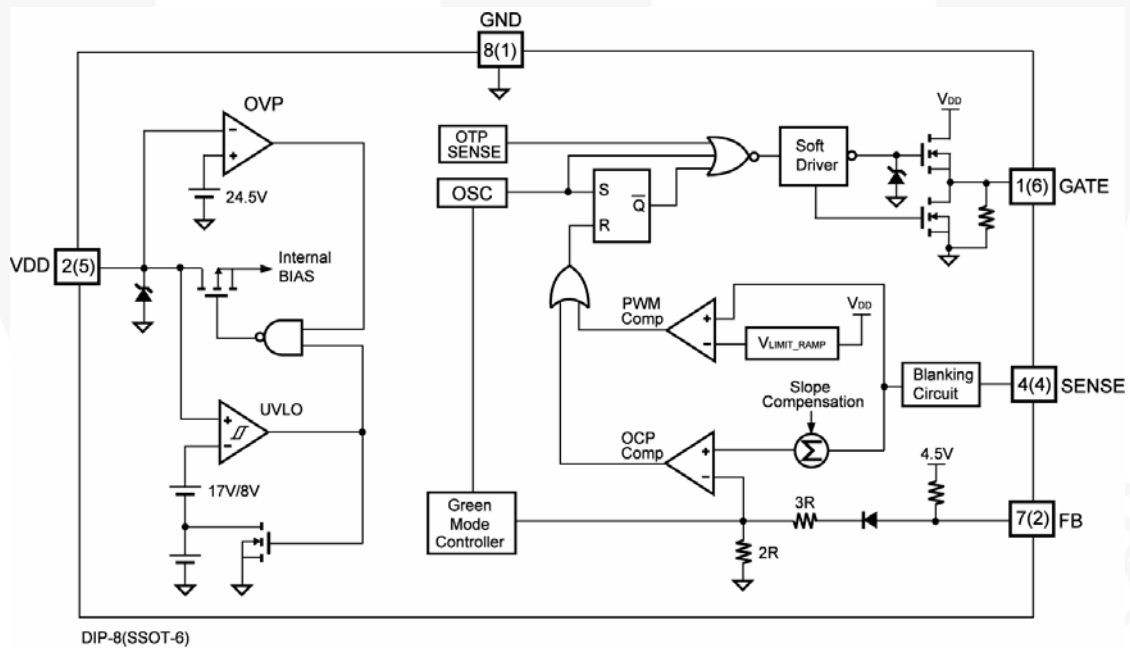 GND
8(1)
OVP
24.5V
VDD
2(5)
Internal
BIAS
UVLO
17V/8V
OTP
SENSE
OSC
S
Q
R
Soft
Driver
VDD
1(6)
GATE
PWM
Comp
VDD
VLIMIT_RAMP
Blanking
Circuit
4(4)
SENSE
Slope
Compensation
Σ
OCP
Comp
4.5V
Green
Mode
Controller
3R
2R
7(2)
FB
+
-
+
-
+
-
+
-
DIP-8(SSOT-6)